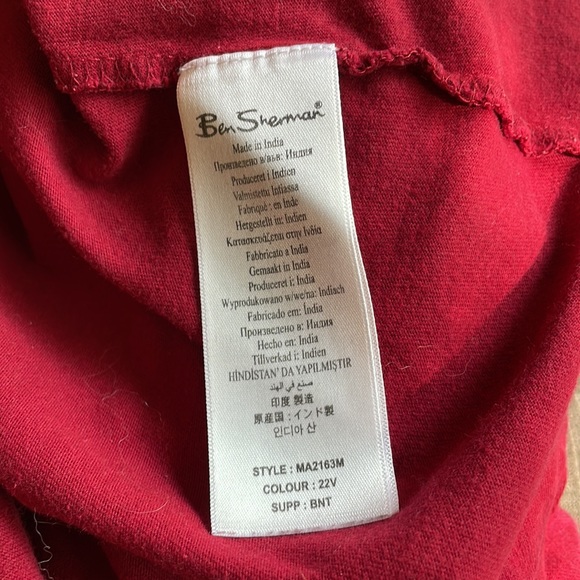 Ben Sherman®
Made in India
Произведено в/във: Индия
Produceret i Indien
Valmistettu Intiassa
Fabriqué : en Inde
Hergestellt in: Indien
Κατασκευάζεται στην Ινδία
Fabbricato a India
Gemaakt in India
Produceret i: India
Wyprodukowano w/we/na: Indiach
Fabricado em: Índia
Произведено в: Индия
Hecho en: India
Tillverkad i: Indien
HİNDİSTAN' DA YAPILMIŞTIR
صنع في الهند
印度 製造
原産国 : インド製
인디아 산
STYLE : MA2163M
COLOUR : 22V
SUPP : BNT